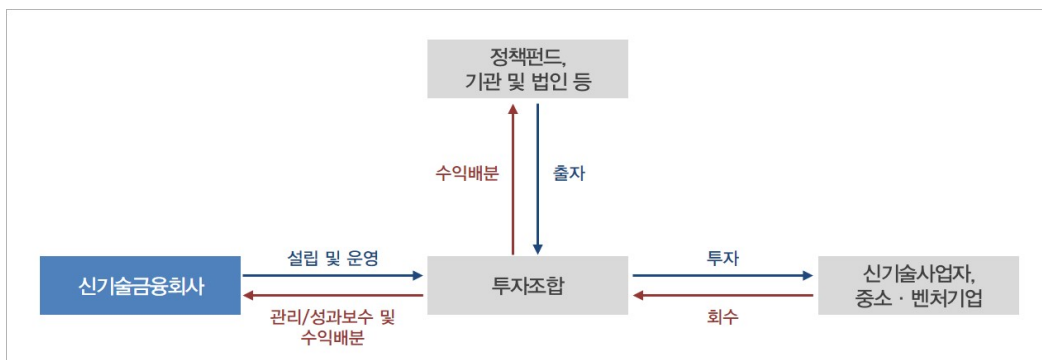 정책펀드,
기관 및 법인 등
수익배분
출자
설립 및 운영
투자
신기술금융회사
투자조합
신기술사업자,
중소 · 벤처기업
관리/성과보수 및
수익배분
회수